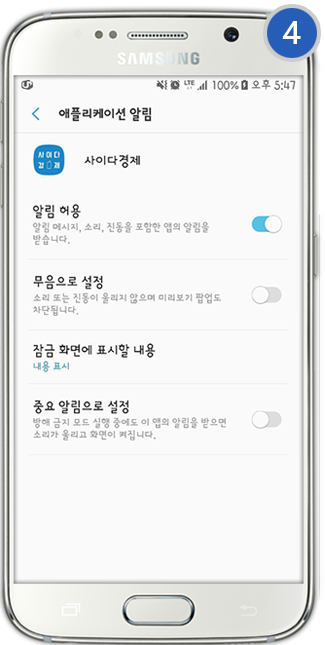 4
SAMSUNG
LTE 100% 오후 5:47
애플리케이션 알림
사이다
경제
사이다경제
알림 허용
알림 메시지, 소리, 진동을 포함한 앱의 알림을
받습니다.
무음으로 설정
소리 또는 진동이 울리지 않으며 미리보기 팝업도
차단됩니다.
잠금 화면에 표시할 내용
내용 표시
중요 알림으로 설정
방해 금지 모드 실행 중에도 이 앱의 알림을 받으면
소리가 울리고 화면이 켜집니다.